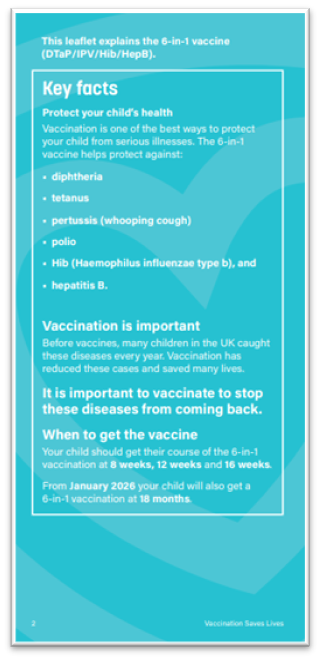 This leaflet explains the 6-in-1 vaccine
(DTaP/IPV/Hib/HepB).
Key facts
Protect your child's health
Vaccination is one of the best ways to protect
your child from serious illnesses. The 6-in-1
vaccine helps protect against:
• diphtheria
• tetanus
• pertussis (whooping cough)
• polio
• Hib (Haemophilus influenzae type b), and
• hepatitis B.
Vaccination is important
Before vaccines, many children in the UK caught
these diseases every year. Vaccination has
reduced these cases and saved many lives.
It is important to vaccinate to stop
these diseases from coming back.
When to get the vaccine
Your child should get their course of the 6-in-1
vaccination at 8 weeks, 12 weeks and 16 weeks.
From January 2026 your child will also get a
6-in-1 vaccination at 18 months.
2
Vaccination Saves Lives